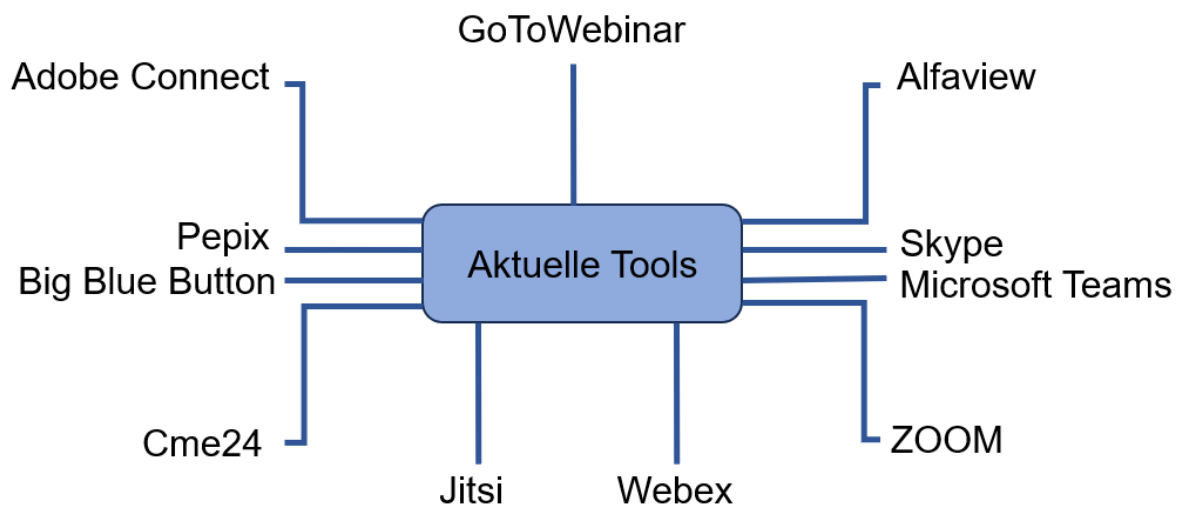 GoToWebinar
Adobe Connect
Alfaview
Pepix
Skype
Aktuelle Tools
Big Blue Button
Microsoft Teams
Cme24
ZOOM
Jitsi
Webex